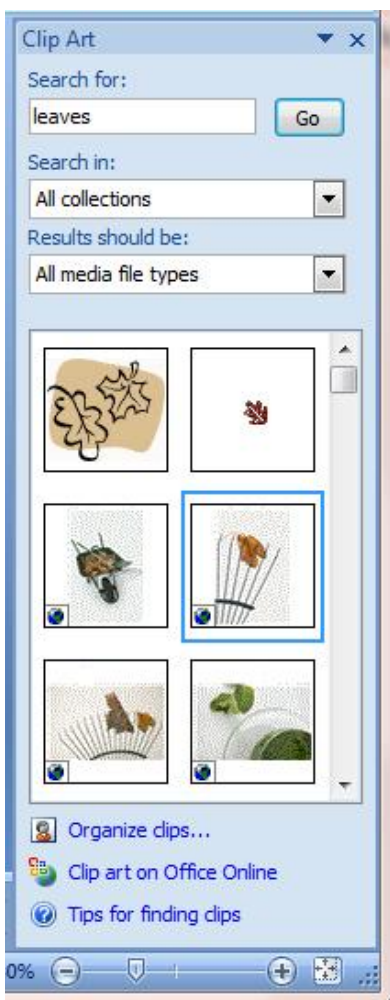 Clip Art
Search for:
leaves
Go
Search in:
All collections
Results should be:
All media file types
Organize clips...
Clip art on Office Online
Tips for finding clips
0%